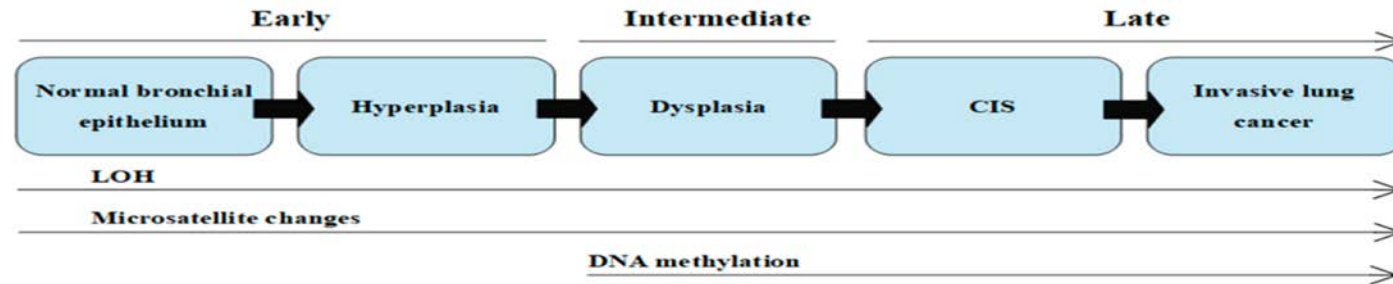 Early
Intermediate
Late
Normal bronchial
epithelium
Hyperplasia
Dysplasia
CIS
Invasive lung
cancer
LOH
Microsatellite changes
DNA methylation